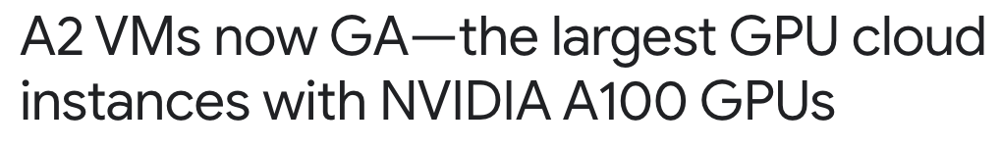 A2 VMs now GA—the largest GPU cloud
instances with NVIDIA A100 GPUs